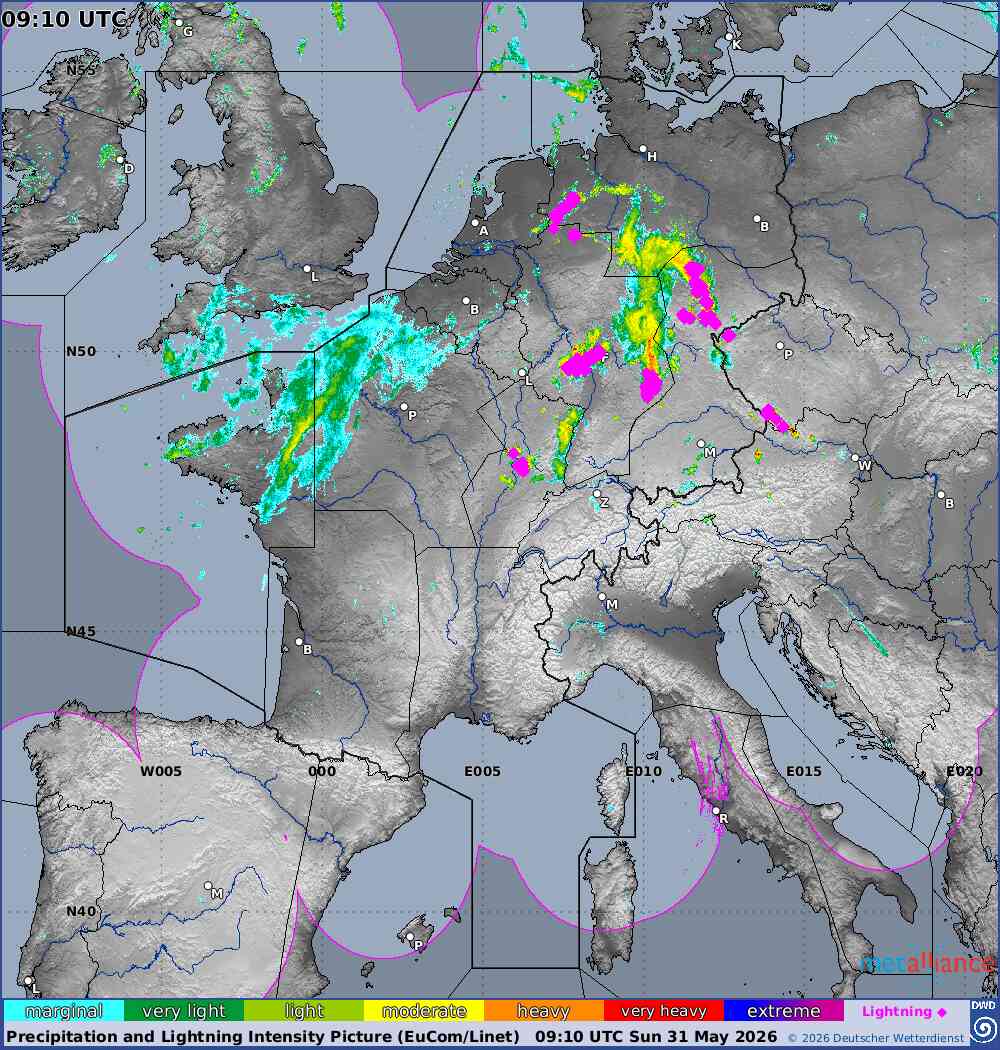 09:10 UTC
G
K
N55
H
D
A
B
L
B
N50
P
F
L
P
M
W
B
Z
M
N45
B
W005 000 E005 E010 E015 E020
R
M
N40
P
L
metalliance
marginal very light light moderate heavy very heavy extreme Lightning
DWD
Precipitation and Lightning Intensity Picture (EuCom/Linet) 09:10 UTC Sun 31 May 2026 © 2026 Deutscher Wetterdienst